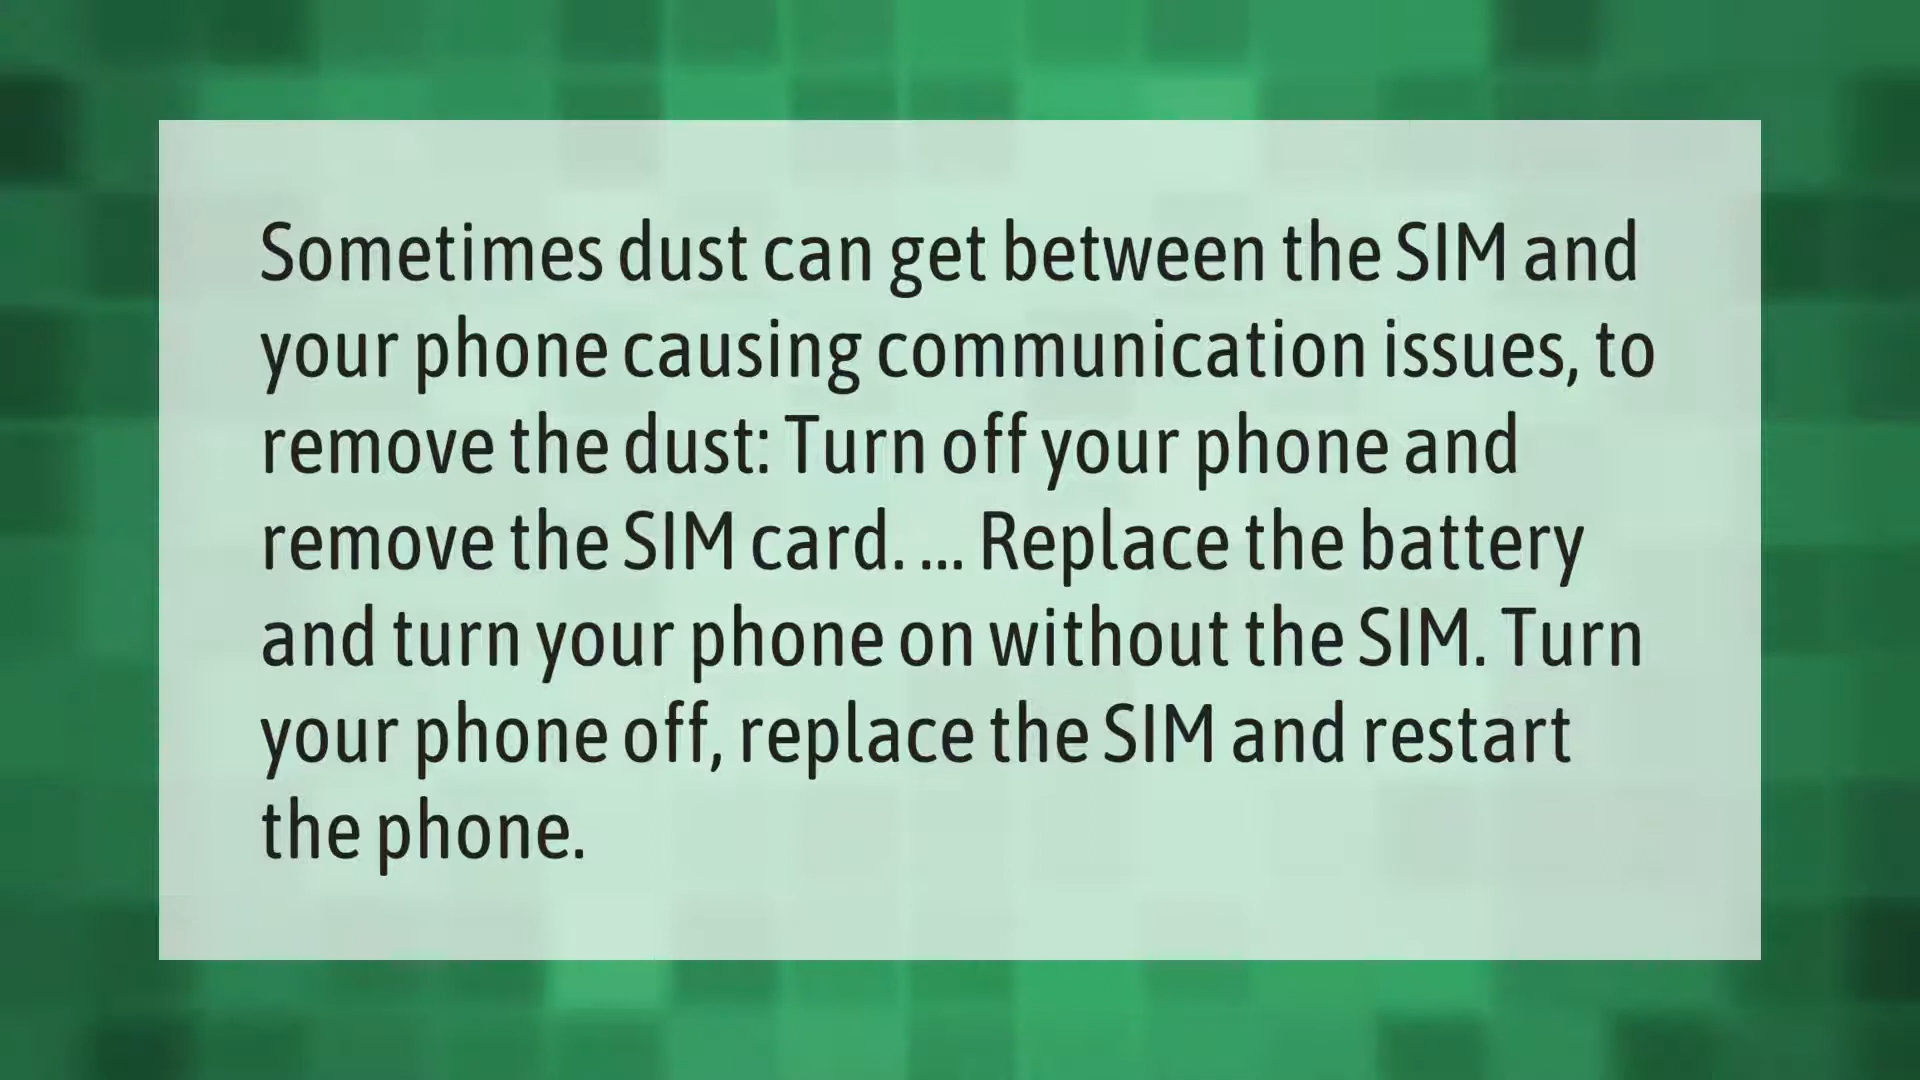 Sometimes dust can get between the SIM and
your phone causing communication issues, to
remove the dust: Turn off your phone and
remove the SIM card. ... Replace the battery
and turn your phone on without the SIM. Turn
your phone off, replace the SIM and restart
the phone.